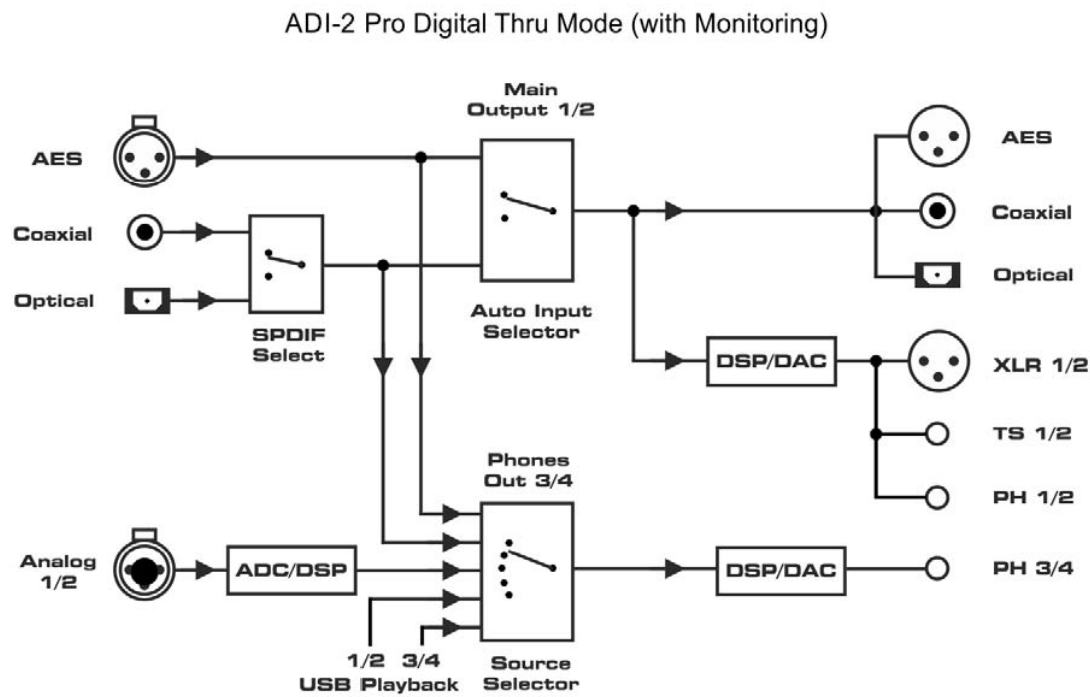 ADI-2 Pro Digital Thru Mode (with Monitoring)
Main
Output 1/2
AES
AES
Coaxial
Coaxial
Optical
Optical
SPDIF
Select
Auto Input
Selector
DSP/DAC
XLR 1/2
TS 1/2
Phones
Out 3/4
PH 1/2
Analog
1/2
ADC/DSP
DSP/DAC
PH 3/4
1/2 3/4
USB Playback
Source
Selector